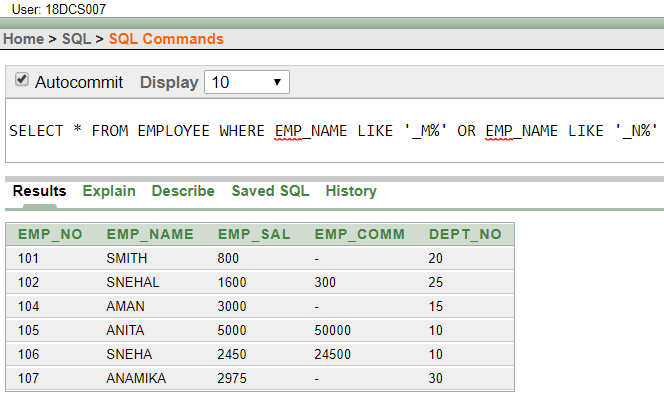 User: 18DCS007
Home > SQL > SQL Commands
Autocommit Display 10
SELECT * FROM EMPLOYEE WHERE EMP_NAME LIKE '_M%' OR EMP_NAME LIKE '_N%'
Results Explain Describe Saved SQL History
EMP_NO EMP_NAME EMP_SAL EMP_COMM DEPT_NO
101 SMITH 800 - 20
102 SNEHAL 1600 300 25
104 AMAN 3000 - 15
105 ANITA 5000 50000 10
106 SNEHA 2450 24500 10
107 ANAMIKA 2975 - 30